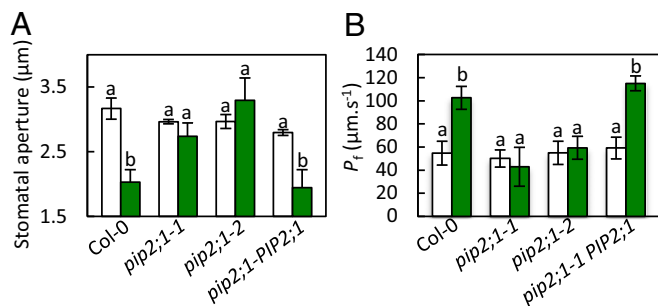 A
B
Stomatal aperture (µm)
3.5
2.5
1.5
a
b
a
a
a
a
a
b
Col-0
pip2;1-1
pip2;1-2
pip2;1-PIP2;1
Pf (µm.s-1)
140
120
100
80
60
40
20
0
a
b
a
a
a
a
a
b
Col-0
pip2;1-1
pip2;1-2
pip2;1-1 PIP2;1